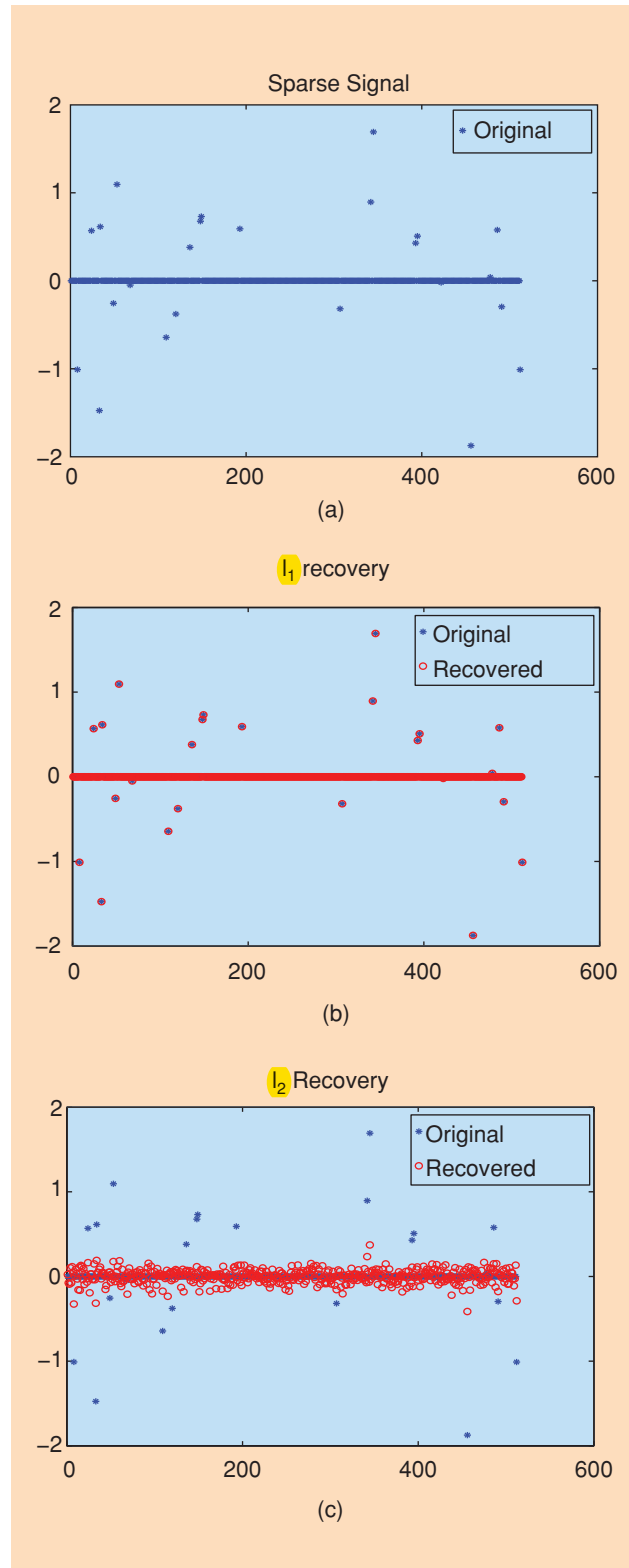 Sparse Signal
2
Original
1
0
−1
−2
0 200 400 600
(a)
l₁ recovery
2
Original
Recovered
1
0
−1
−2
0 200 400 600
(b)
l₂ Recovery
2
Original
Recovered
1
0
−1
−2
0 200 400 600
(c)